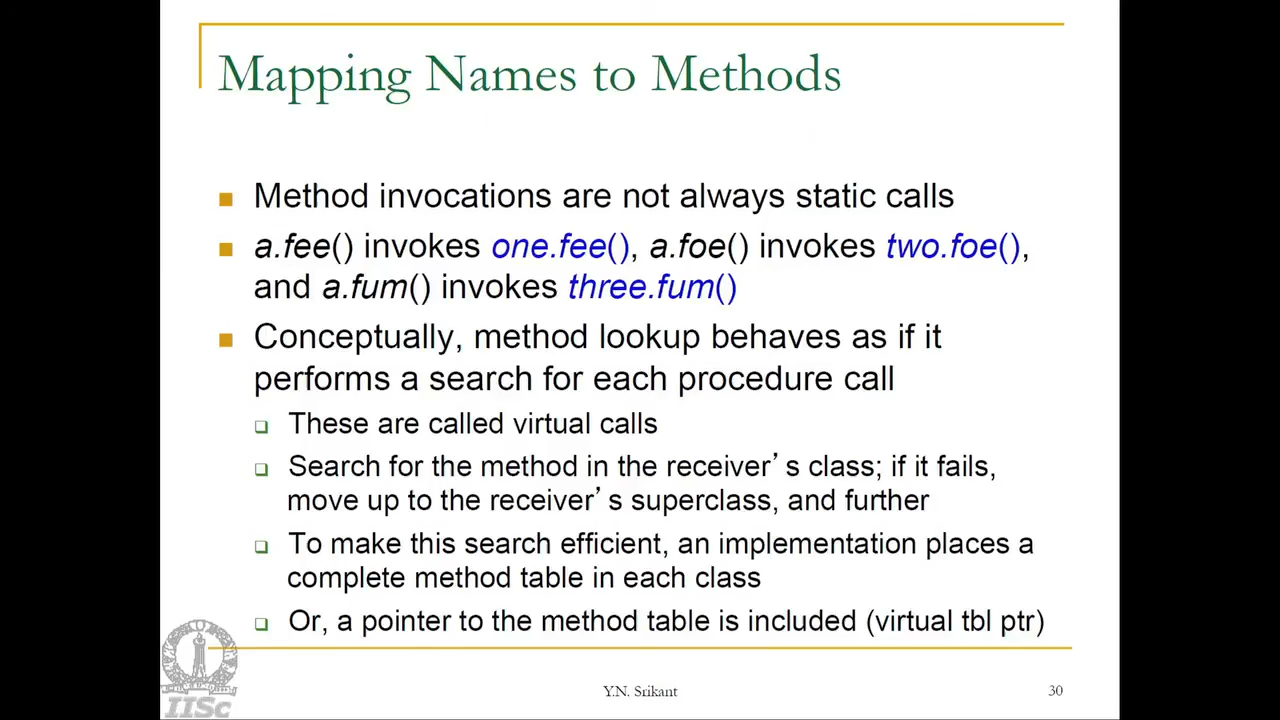 Mapping Names to Methods
Method invocations are not always static calls
a.fee() invokes one.fee(), a.foe() invokes two.foe(),
and a.fum() invokes three.fum()
Conceptually, method lookup behaves as if it
performs a search for each procedure call
These are called virtual calls
Search for the method in the receiver’s class; if it fails,
move up to the receiver’s superclass, and further
To make this search efficient, an implementation places a
complete method table in each class
Or, a pointer to the method table is included (virtual tbl ptr)
IISc
Y.N. Srikant
30